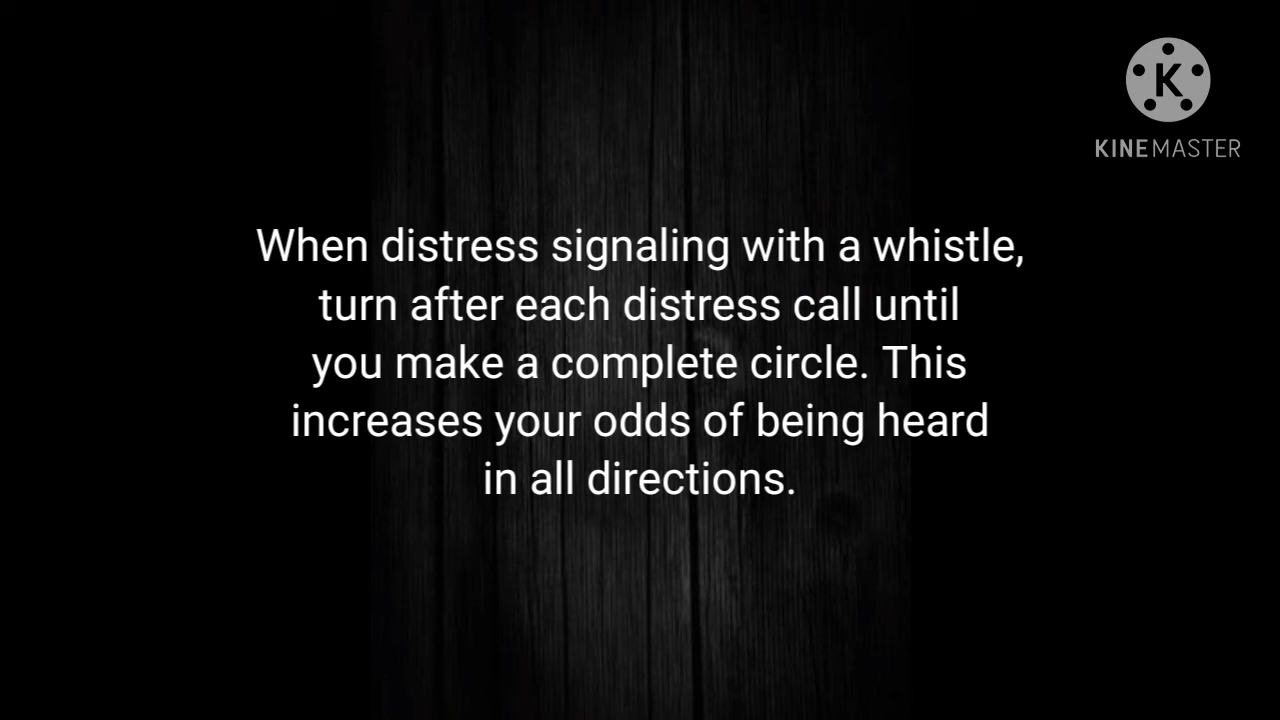 K
KINEMASTER
When distress signaling with a whistle,
turn after each distress call until
you make a complete circle. This
increases your odds of being heard
in all directions.